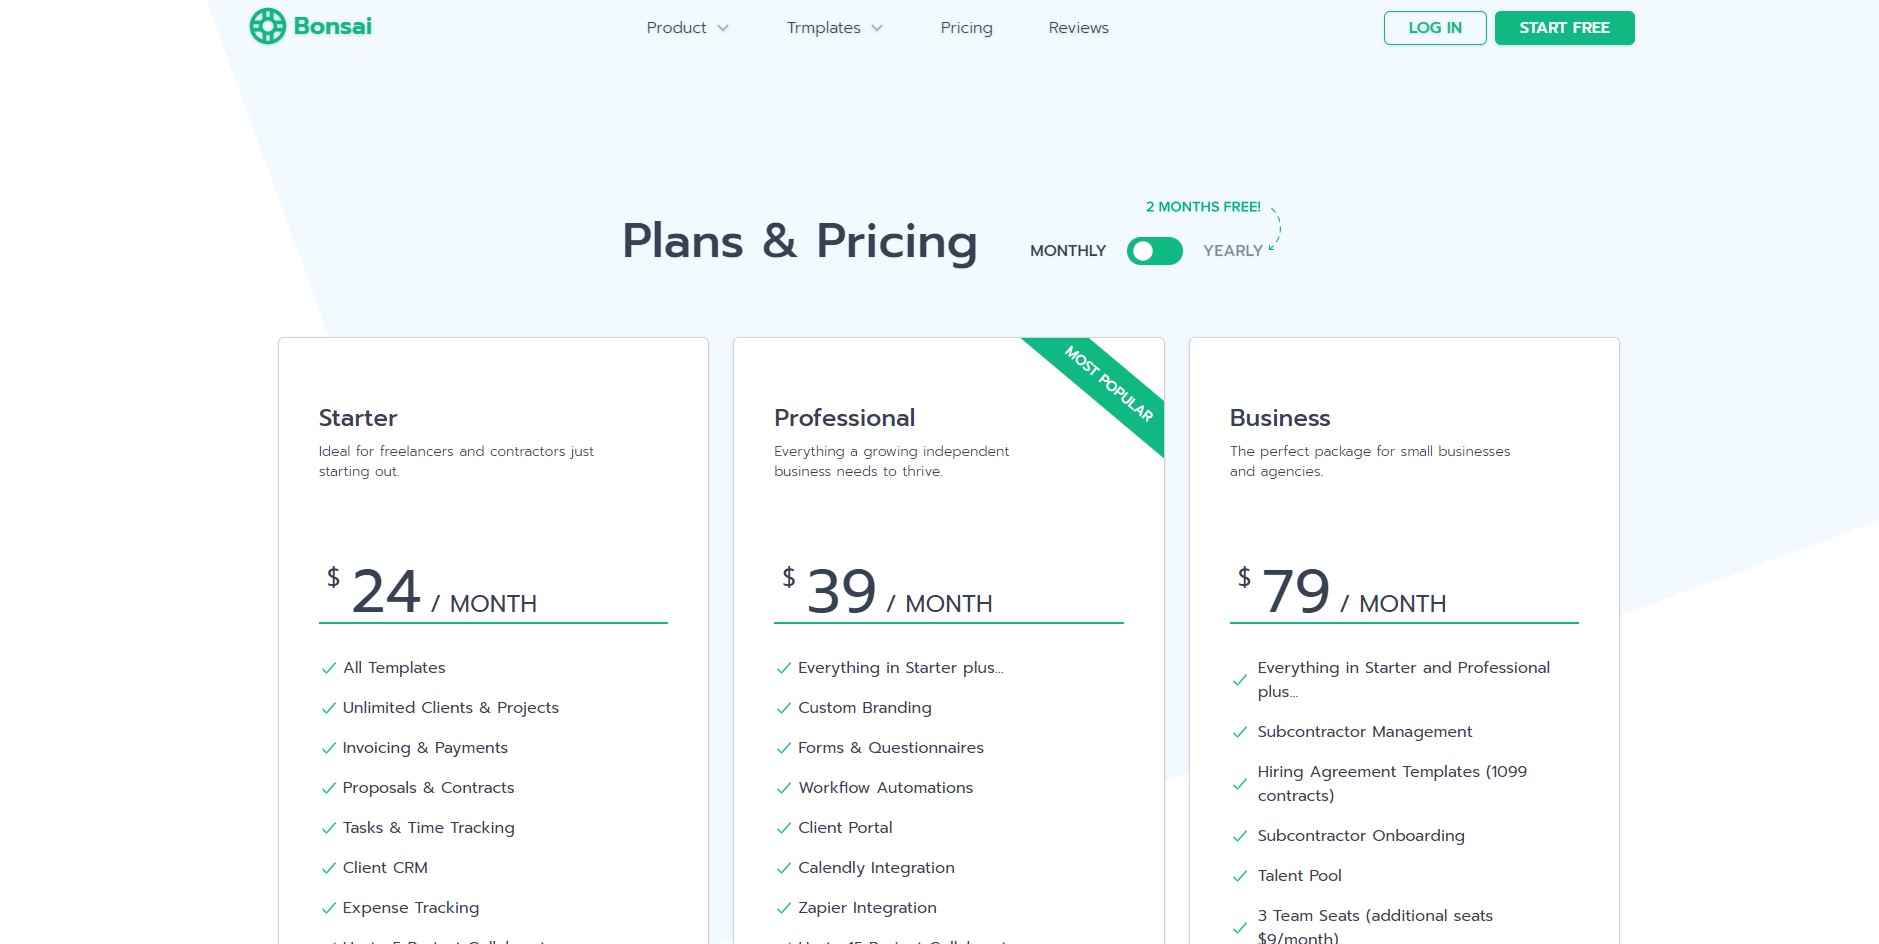 Bonsai
Product
Trmplates
Pricing
Reviews
LOG IN
START FREE
2 MONTHS FREE!
Plans & Pricing
MONTHLY
YEARLY
Starter
Ideal for freelancers and contractors just
starting out.
$ 24 / MONTH
All Templates
Unlimited Clients & Projects
Invoicing & Payments
Proposals & Contracts
Tasks & Time Tracking
Client CRM
Expense Tracking
MOST POPULAR
Professional
Everything a growing independent
business needs to thrive.
$ 39 / MONTH
Everything in Starter plus...
Custom Branding
Forms & Questionnaires
Workflow Automations
Client Portal
Calendly Integration
Zapier Integration
Business
The perfect package for small businesses
and agencies.
$ 79 / MONTH
Everything in Starter and Professional
plus...
Subcontractor Management
Hiring Agreement Templates (1099
contracts)
Subcontractor Onboarding
Talent Pool
3 Team Seats (additional seats
$9/month)